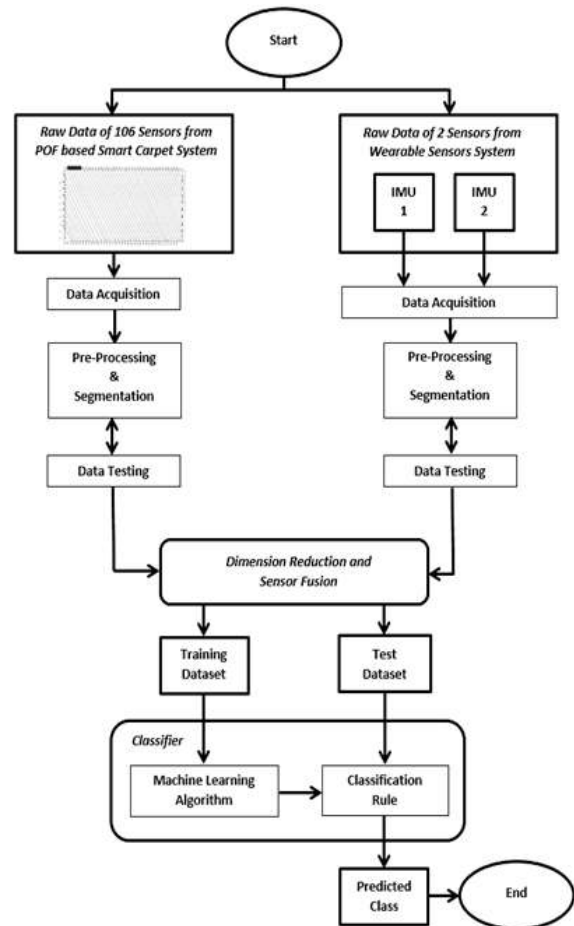 Start
Raw Data of 106 Sensors from
POF based Smart Carpet System
Raw Data of 2 Sensors from
Wearable Sensors System
IMU
1
IMU
2
Data Acquisition
Data Acquisition
Pre-Processing
&
Segmentation
Pre-Processing
&
Segmentation
Data Testing
Data Testing
Dimension Reduction and
Sensor Fusion
Training
Dataset
Test
Dataset
Classifier
Machine Learning
Algorithm
Classification
Rule
Predicted
Class
End